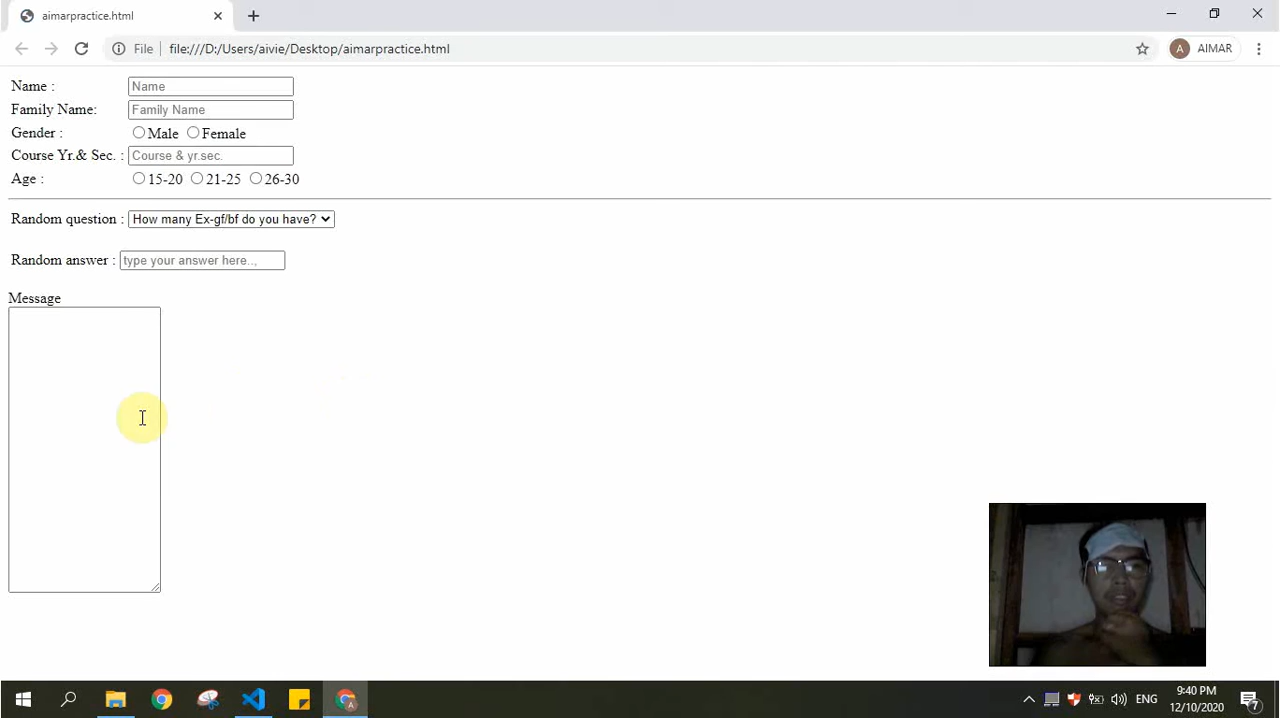 aimarpractice.html
File
file:///D:/Users/aivie/Desktop/aimarpractice.html
A AIMAR
Name : Name
Family Name: Family Name
Gender : Male Female
Course Yr.& Sec. : Course & yr.sec.
Age : 15-20 21-25 26-30
Random question : How many Ex-gf/bf do you have?
Random answer : type your answer here..,
Message
ENG
9:40 PM
12/10/2020
7